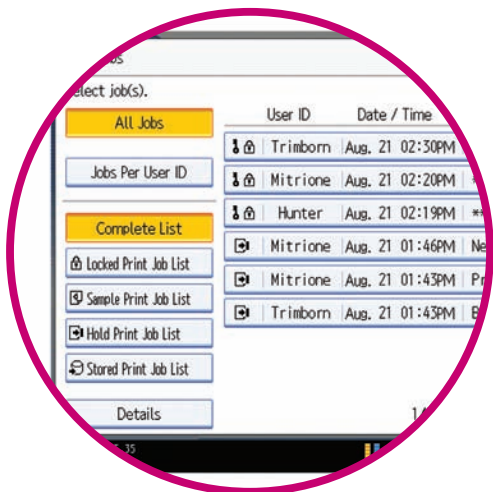 elect job(s).
User ID Date / Time
All Jobs
Trimborn Aug. 21 02:30PM
Jobs Per User ID
Mitrione Aug. 21 02:20PM
Hunter Aug. 21 02:19PM **
Complete List
Mitrione Aug. 21 01:46PM Ne
Locked Print Job List
Mitrione Aug. 21 01:43PM Pr
Sample Print Job List
Trimborn Aug. 21 01:43PM
Hold Print Job List
Stored Print Job List
Details
35